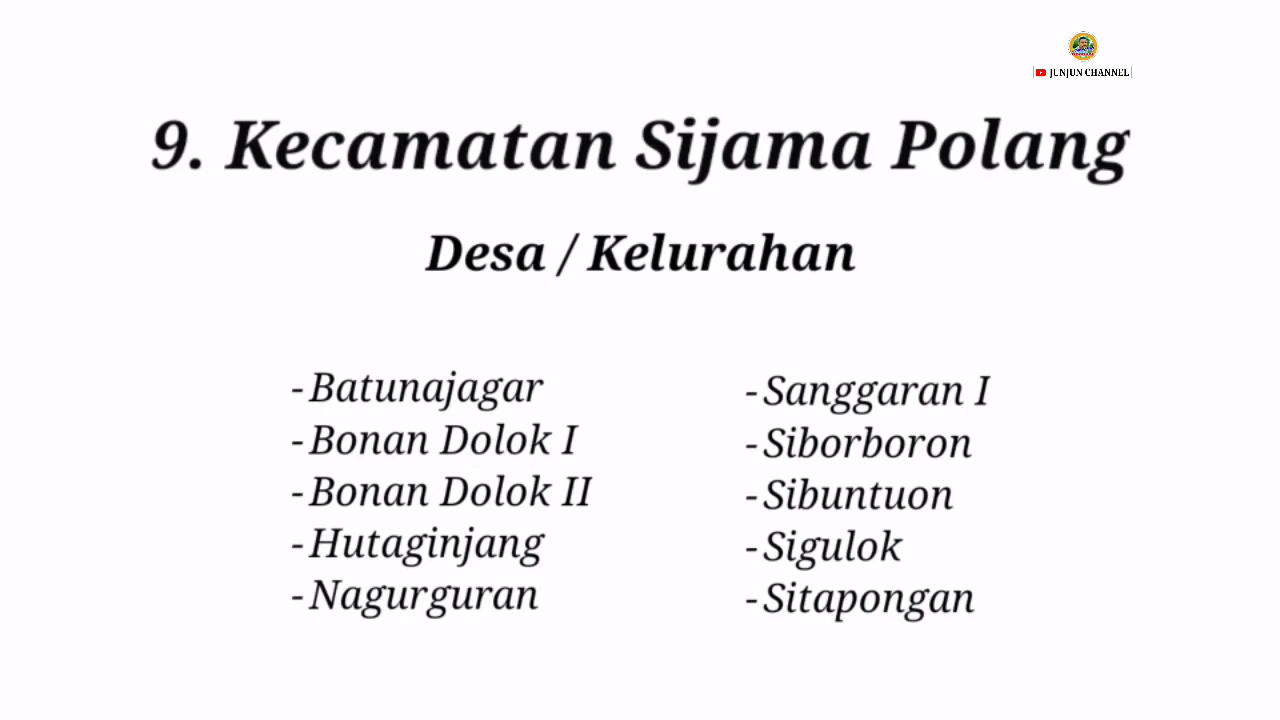 JUNJUN CHANNEL
9. Kecamatan Sijama Polang
Desa / Kelurahan
- Batunajagar
- Bonan Dolok I
- Bonan Dolok II
- Hutaginjang
- Nagurguran
- Sanggaran I
- Siborboron
- Sibuntuon
- Sigulok
- Sitapongan